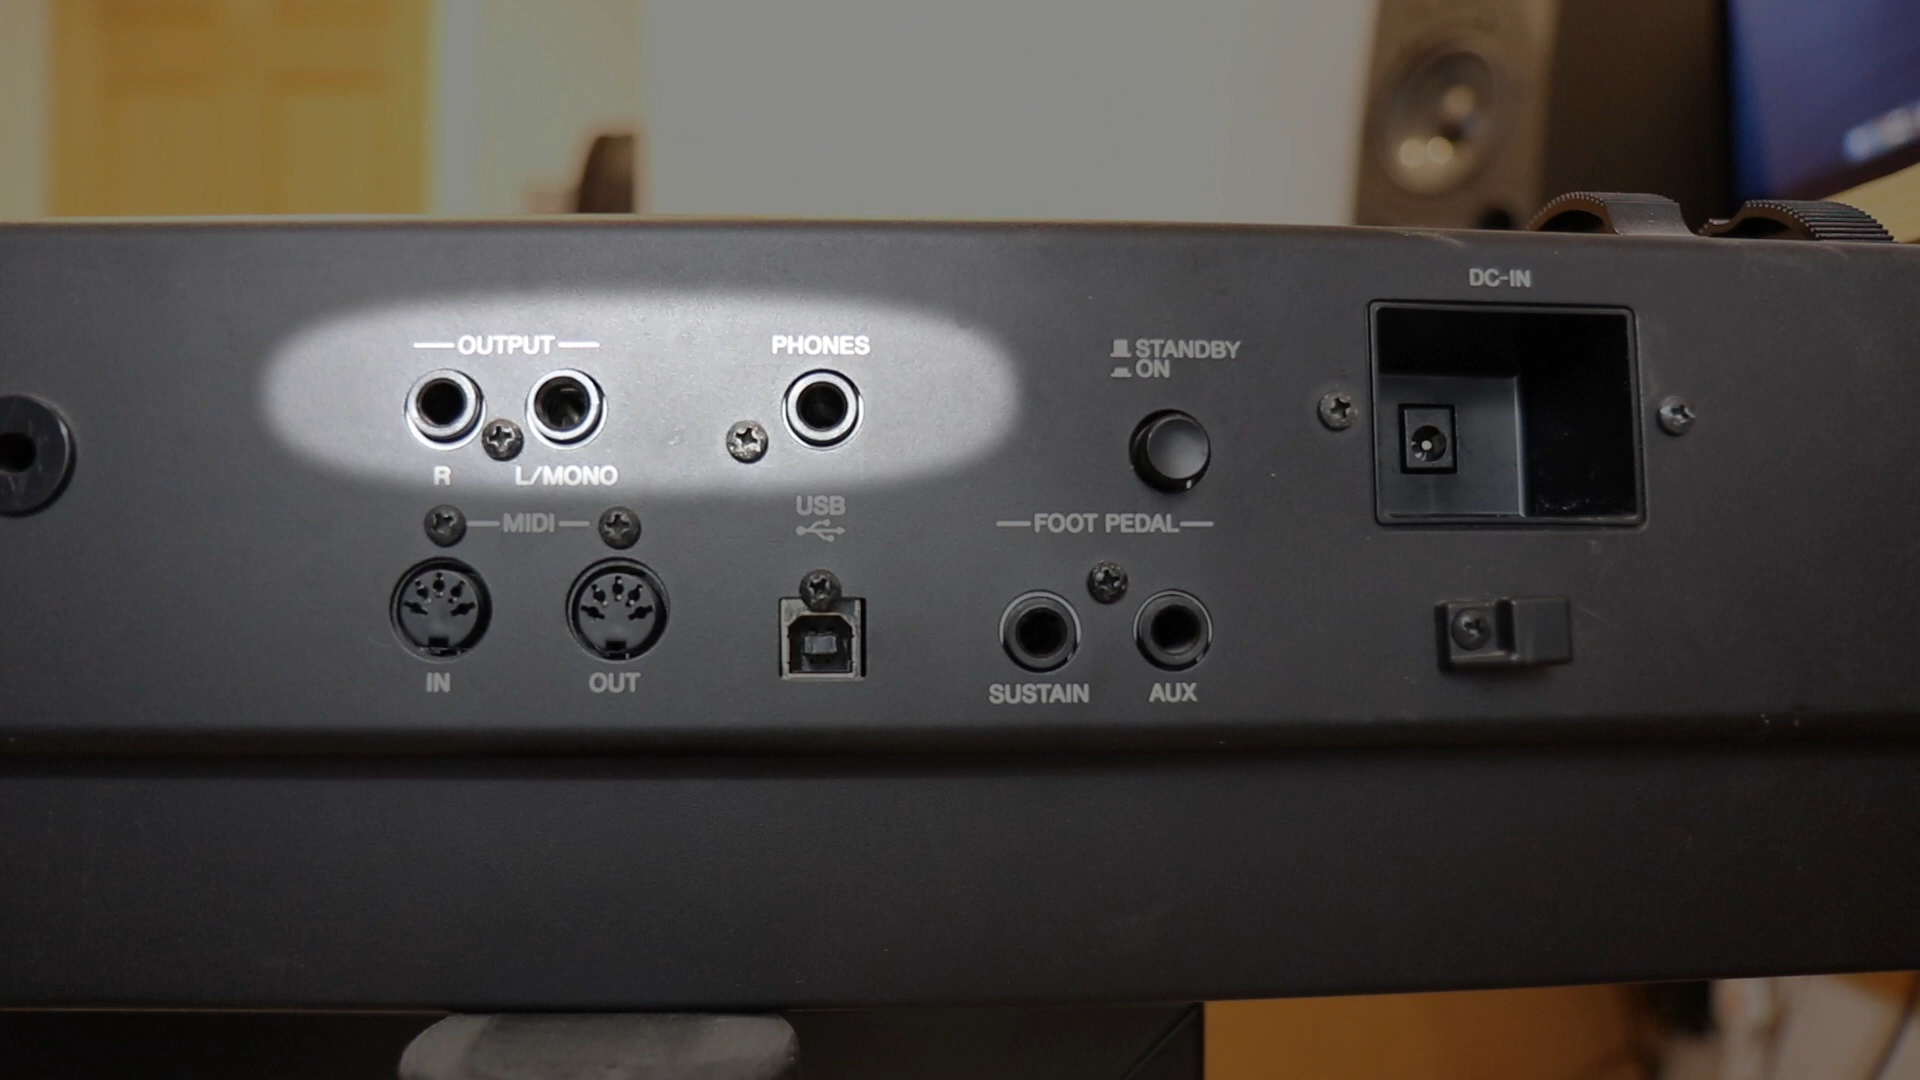 DC-IN
OUTPUT
PHONES
STANDBY
ON
R
L/MONO
USB
MIDI
FOOT PEDAL
IN
OUT
SUSTAIN
AUX